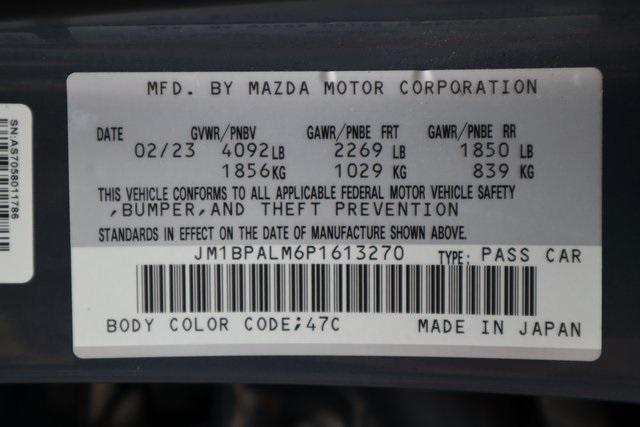 MFD. BY MAZDA MOTOR CORPORATION
DATE GVWR/PNBV GAWR/PNBE FRT GAWR/PNBE RR
02/23 4092LB 2269 LB 1850 LB
1856KG 1029 KG 839 KG
THIS VEHICLE CONFORMS TO ALL APPLICABLE FEDERAL MOTOR VEHICLE SAFETY
,BUMPER,AND THEFT PREVENTION
STANDARDS IN EFFECT ON THE DATE OF MANUFACTURE SHOWN ABOVE.
JM1BPALM6P1613270 TYPE: PASS CAR
BODY COLOR CODE;47C MADE IN JAPAN
SN:AS7058011786